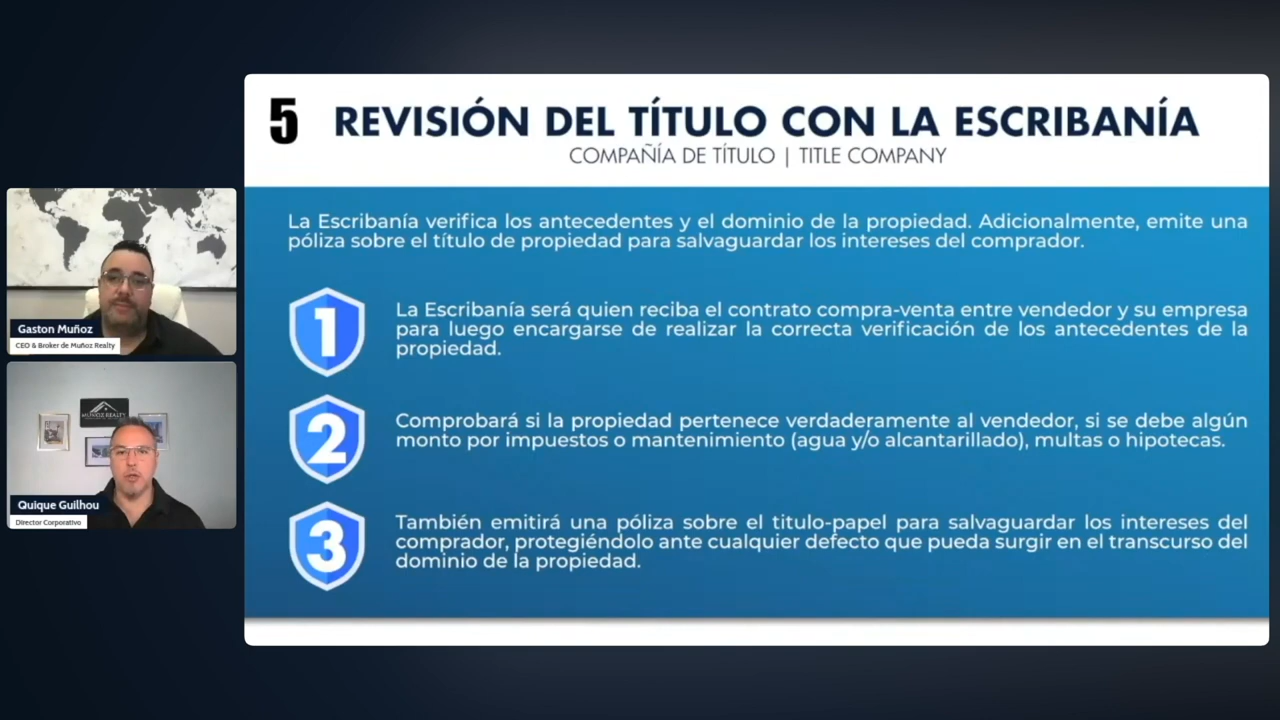 5 REVISIÓN DEL TÍTULO CON LA ESCRIBANÍA
COMPAÑÍA DE TÍTULO | TITLE COMPANY
La Escribanía verifica los antecedentes y el dominio de la propiedad. Adicionalmente, emite una
póliza sobre el título de propiedad para salvaguardar los intereses del comprador.
1
La Escribanía será quien reciba el contrato compra-venta entre vendedor y su empresa
para luego encargarse de realizar la correcta verificación de los antecedentes de la
propiedad.
2
Comprobará si la propiedad pertenece verdaderamente al vendedor, si se debe algún
monto por impuestos o mantenimiento (agua y/o alcantarillado), multas o hipotecas.
3
También emitirá una póliza sobre el titulo-papel para salvaguardar los intereses del
comprador, protegiéndolo ante cualquier defecto que pueda surgir en el transcurso del
dominio de la propiedad.
Gaston Muñoz
CEO & Broker de Muñoz Realty
MUÑOZ REALTY
Quique Guilhou
Director Corporativo